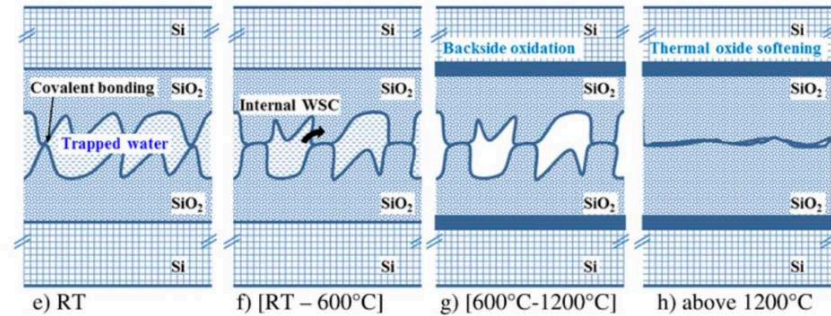 Si Si Si Si
Backside oxidation Thermal oxide softening
Covalent bonding SiO2 SiO2 SiO2 SiO2
Internal WSC
Trapped water
SiO2 SiO2 SiO2 SiO2
Si Si Si Si
e) RT f) [RT – 600°C] g) [600°C-1200°C] h) above 1200°C